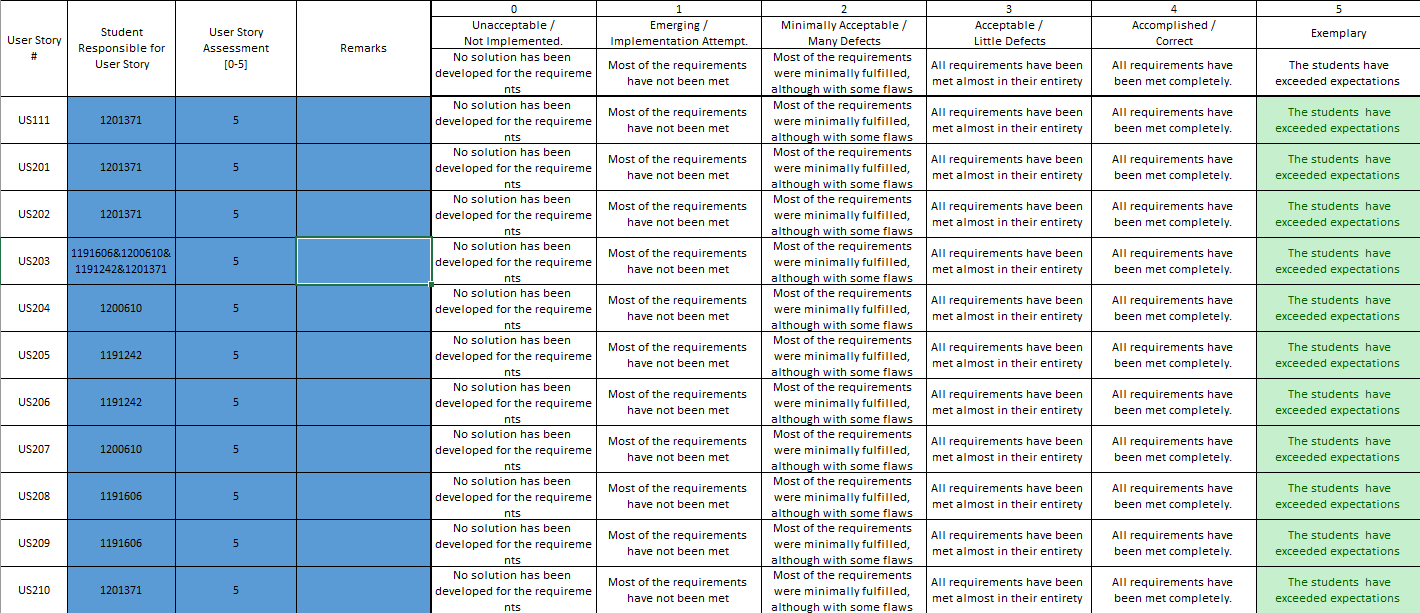 User Story
#
Student
Responsible for
User Story
User Story
Assessment
[0-5]
Remarks
0
1
2
3
4
5
Unacceptable /
Not Implemented.
Emerging /
Implementation Attempt.
Minimally Acceptable /
Many Defects
Acceptable /
Little Defects
Accomplished /
Correct
Exemplary
No solution has been
developed for the requireme
nts
Most of the requirements
have not been met
Most of the requirements
were minimally fulfilled,
although with some flaws
All requirements have been
met almost in their entirety
All requirements have
been met completely.
The students have
exceeded expectations
US111
1201371
5
No solution has been
developed for the requireme
nts
Most of the requirements
have not been met
Most of the requirements
were minimally fulfilled,
although with some flaws
All requirements have been
met almost in their entirety
All requirements have
been met completely.
The students have
exceeded expectations
US201
1201371
5
No solution has been
developed for the requireme
nts
Most of the requirements
have not been met
Most of the requirements
were minimally fulfilled,
although with some flaws
All requirements have been
met almost in their entirety
All requirements have
been met completely.
The students have
exceeded expectations
US202
1201371
5
No solution has been
developed for the requireme
nts
Most of the requirements
have not been met
Most of the requirements
were minimally fulfilled,
although with some flaws
All requirements have been
met almost in their entirety
All requirements have
been met completely.
The students have
exceeded expectations
US203
1191606&1200610&
1191242&1201371
5
No solution has been
developed for the requireme
nts
Most of the requirements
have not been met
Most of the requirements
were minimally fulfilled,
although with some flaws
All requirements have been
met almost in their entirety
All requirements have
been met completely.
The students have
exceeded expectations
US204
1200610
5
No solution has been
developed for the requireme
nts
Most of the requirements
have not been met
Most of the requirements
were minimally fulfilled,
although with some flaws
All requirements have been
met almost in their entirety
All requirements have
been met completely.
The students have
exceeded expectations
US205
1191242
5
No solution has been
developed for the requireme
nts
Most of the requirements
have not been met
Most of the requirements
were minimally fulfilled,
although with some flaws
All requirements have been
met almost in their entirety
All requirements have
been met completely.
The students have
exceeded expectations
US206
1191242
5
No solution has been
developed for the requireme
nts
Most of the requirements
have not been met
Most of the requirements
were minimally fulfilled,
although with some flaws
All requirements have been
met almost in their entirety
All requirements have
been met completely.
The students have
exceeded expectations
US207
1200610
5
No solution has been
developed for the requireme
nts
Most of the requirements
have not been met
Most of the requirements
were minimally fulfilled,
although with some flaws
All requirements have been
met almost in their entirety
All requirements have
been met completely.
The students have
exceeded expectations
US208
1191606
5
No solution has been
developed for the requireme
nts
Most of the requirements
have not been met
Most of the requirements
were minimally fulfilled,
although with some flaws
All requirements have been
met almost in their entirety
All requirements have
been met completely.
The students have
exceeded expectations
US209
1191606
5
No solution has been
developed for the requireme
nts
Most of the requirements
have not been met
Most of the requirements
were minimally fulfilled,
although with some flaws
All requirements have been
met almost in their entirety
All requirements have
been met completely.
The students have
exceeded expectations
US210
1201371
5
No solution has been
developed for the requireme
nts
Most of the requirements
have not been met
Most of the requirements
were minimally fulfilled,
although with some flaws
All requirements have been
met almost in their entirety
All requirements have
been met completely.
The students have
exceeded expectations